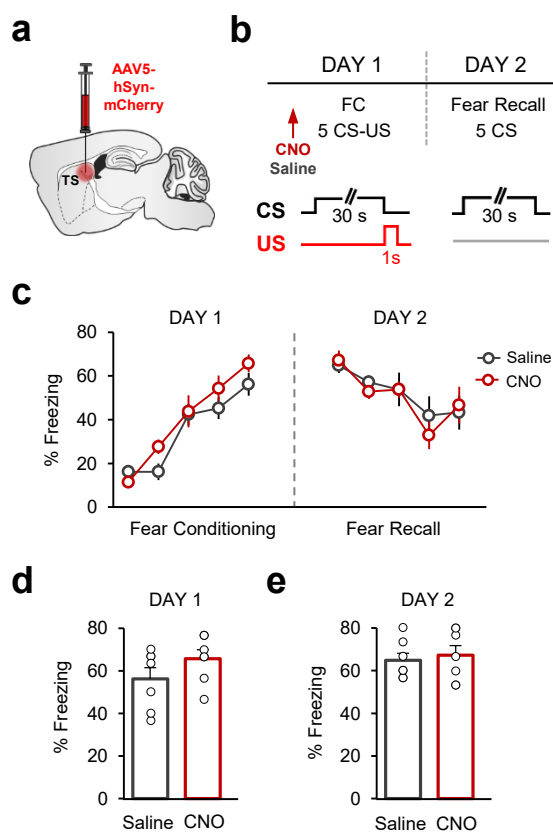 a
AAV5-
hSyn-
mCherry
TS
b
DAY 1
DAY 2
FC
5 CS-US
Fear Recall
5 CS
CNO
Saline
CS
30 s
30 s
US
1s
c
DAY 1
DAY 2
% Freezing
80
60
40
20
0
Saline
CNO
Fear Conditioning
Fear Recall
d
DAY 1
% Freezing
80
60
40
20
0
Saline
CNO
e
DAY 2
% Freezing
80
60
40
20
0
Saline
CNO